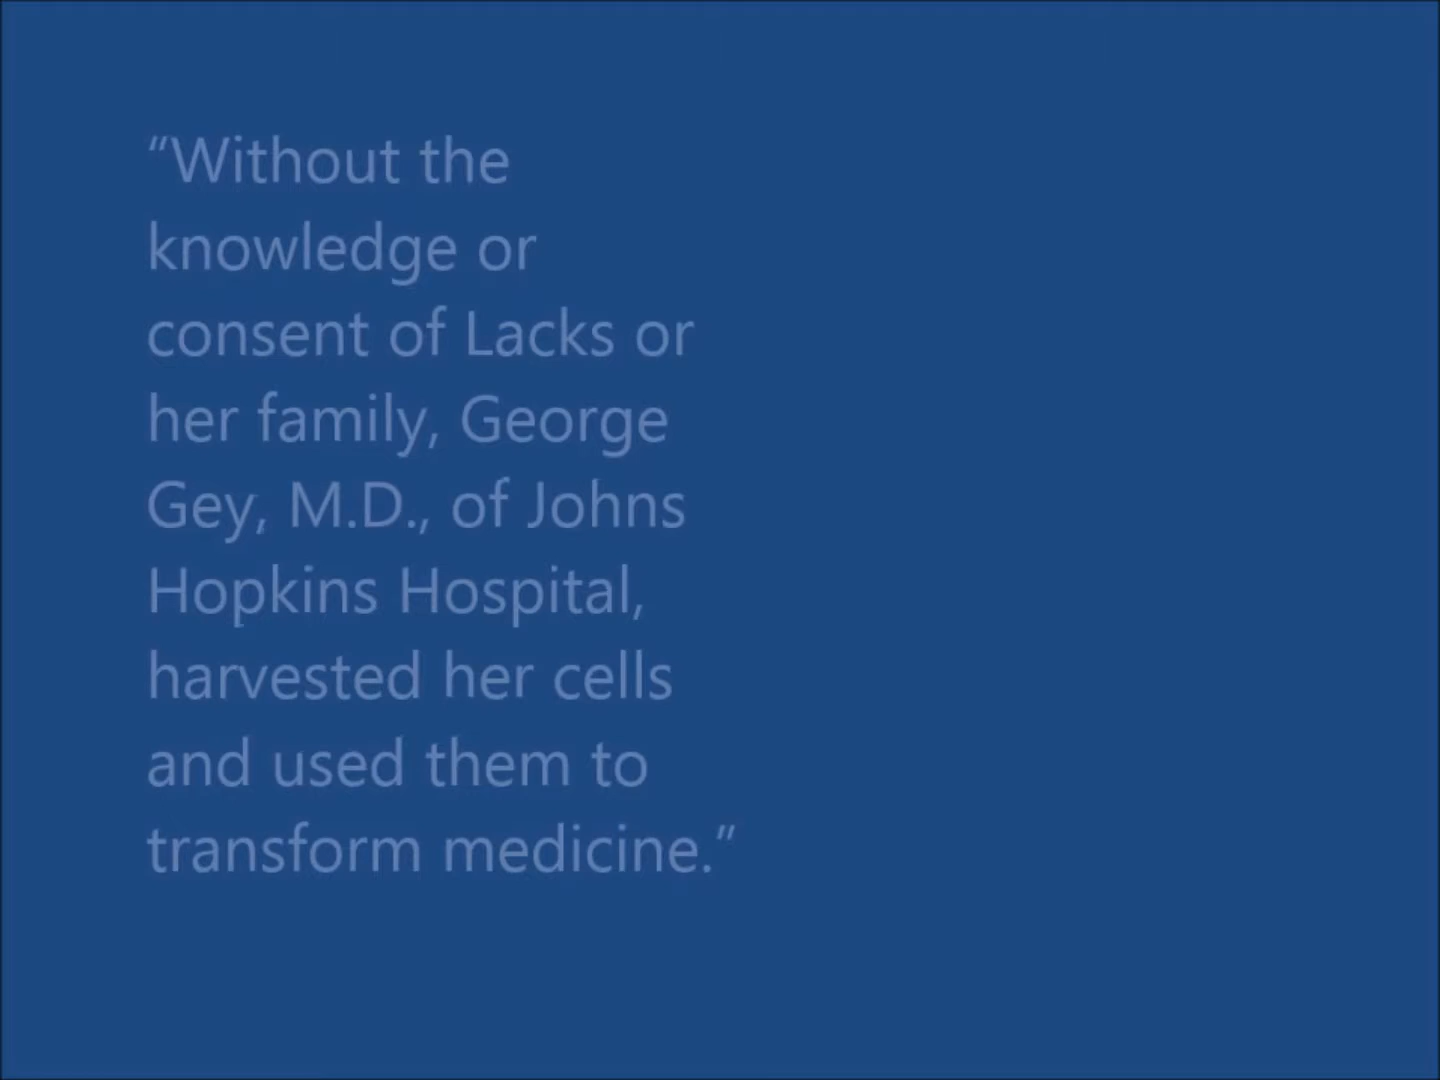 “Without the
knowledge or
consent of Lacks or
her family, George
Gey, M.D., of Johns
Hopkins Hospital,
harvested her cells
and used them to
transform medicine.”